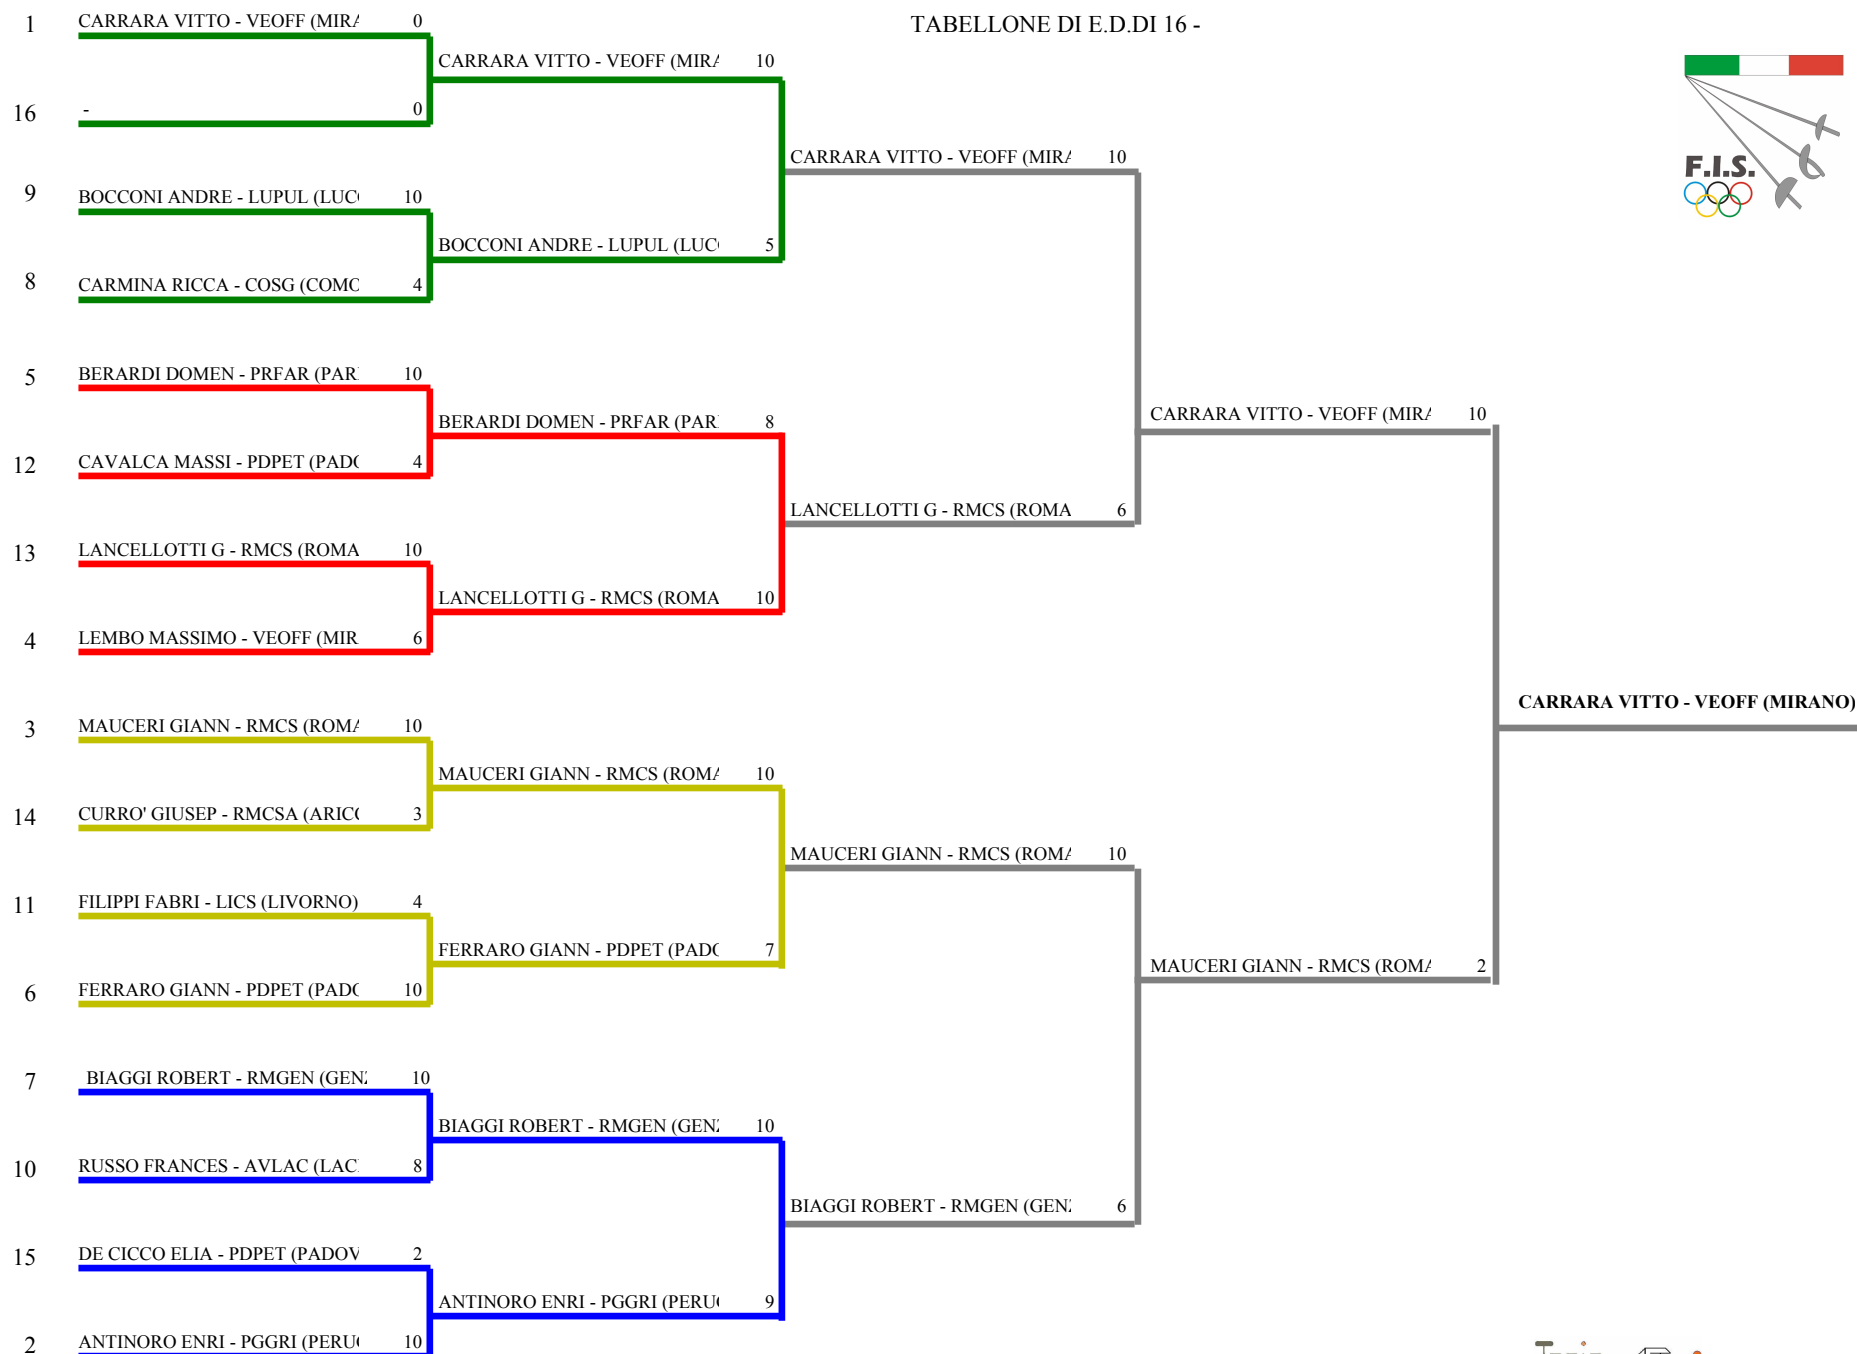 TABELLONE DI E.D.DI 16 -
F.I.S.
1 CARRARA VITTO - VEOFF (MIRA 0
16 - 0
9 BOCCONI ANDRE - LUPUL (LUC 10
8 CARMINA RICCA - COSG (COMO 4
5 BERARDI DOMEN - PRFAR (PAR 10
12 CAVALCA MASSI - PDPET (PADO 4
13 LANCELLOTTI G - RMCS (ROMA 10
4 LEMBO MASSIMO - VEOFF (MIR 6
3 MAUCERI GIANN - RMCS (ROMA 10
14 CURRO' GIUSEP - RMCSA (ARICC 3
11 FILIPPI FABRI - LICS (LIVORNO) 4
6 FERRARO GIANN - PDPET (PADO 10
7 BIAGGI ROBERT - RMGEN (GENZ 10
10 RUSSO FRANCES - AVLAC (LAC 8
15 DE CICCO ELIA - PDPET (PADOV 2
2 ANTINORO ENRI - PGGRI (PERU 10
CARRARA VITTO - VEOFF (MIRA 10
BOCCONI ANDRE - LUPUL (LUC 5
BERARDI DOMEN - PRFAR (PAR 8
LANCELLOTTI G - RMCS (ROMA 10
MAUCERI GIANN - RMCS (ROMA 10
FERRARO GIANN - PDPET (PADO 7
BIAGGI ROBERT - RMGEN (GENZ 10
ANTINORO ENRI - PGGRI (PERU 9
CARRARA VITTO - VEOFF (MIRA 10
LANCELLOTTI G - RMCS (ROMA 6
MAUCERI GIANN - RMCS (ROMA 10
BIAGGI ROBERT - RMGEN (GENZ 6
CARRARA VITTO - VEOFF (MIRA 10
MAUCERI GIANN - RMCS (ROMA 2
CARRARA VITTO - VEOFF (MIRANO)